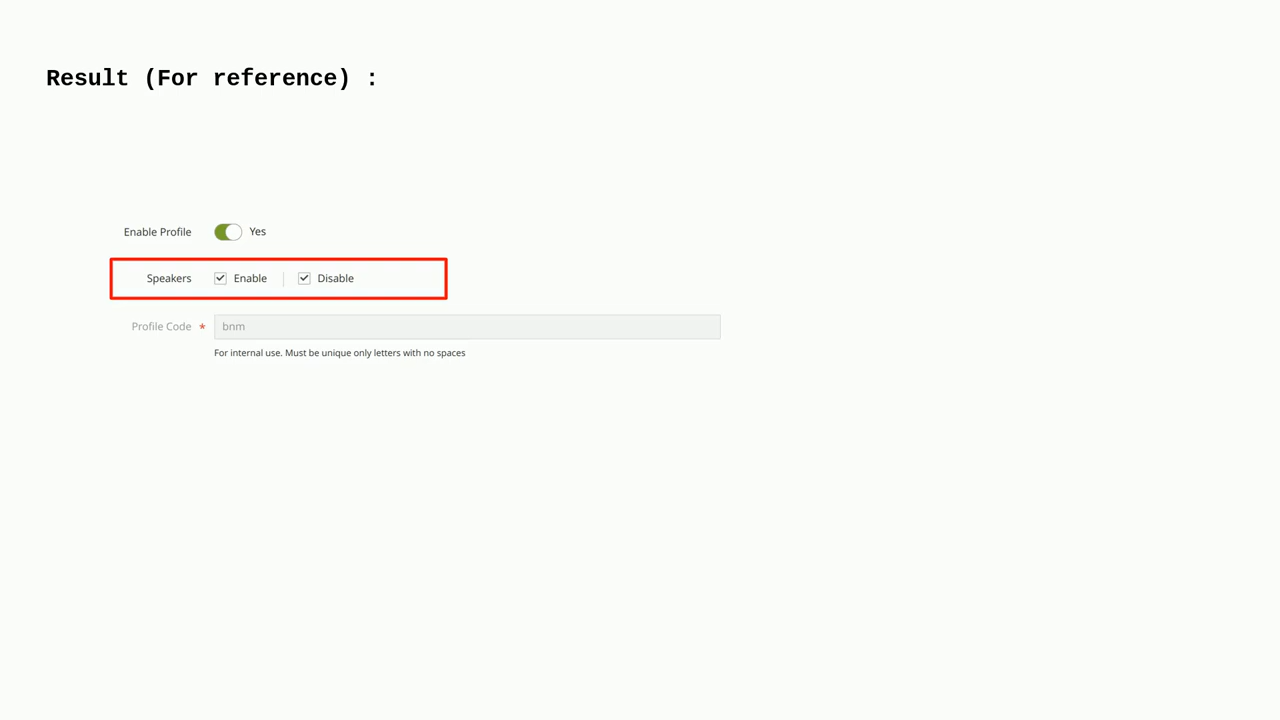 Result (For reference) :
Enable Profile Yes
Speakers Enable Disable
Profile Code * bnm
For internal use. Must be unique only letters with no spaces